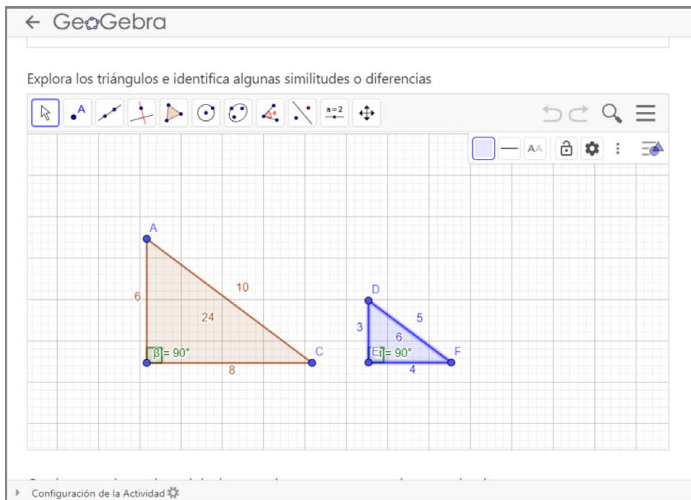 ← GeoGebra
Explora los triángulos e identifica algunas similitudes o diferencias
A
a=2
AA
A
6
10
24
β = 90°
C
8
D
3
5
6
E
= 90°
F
4
Configuración de la Actividad